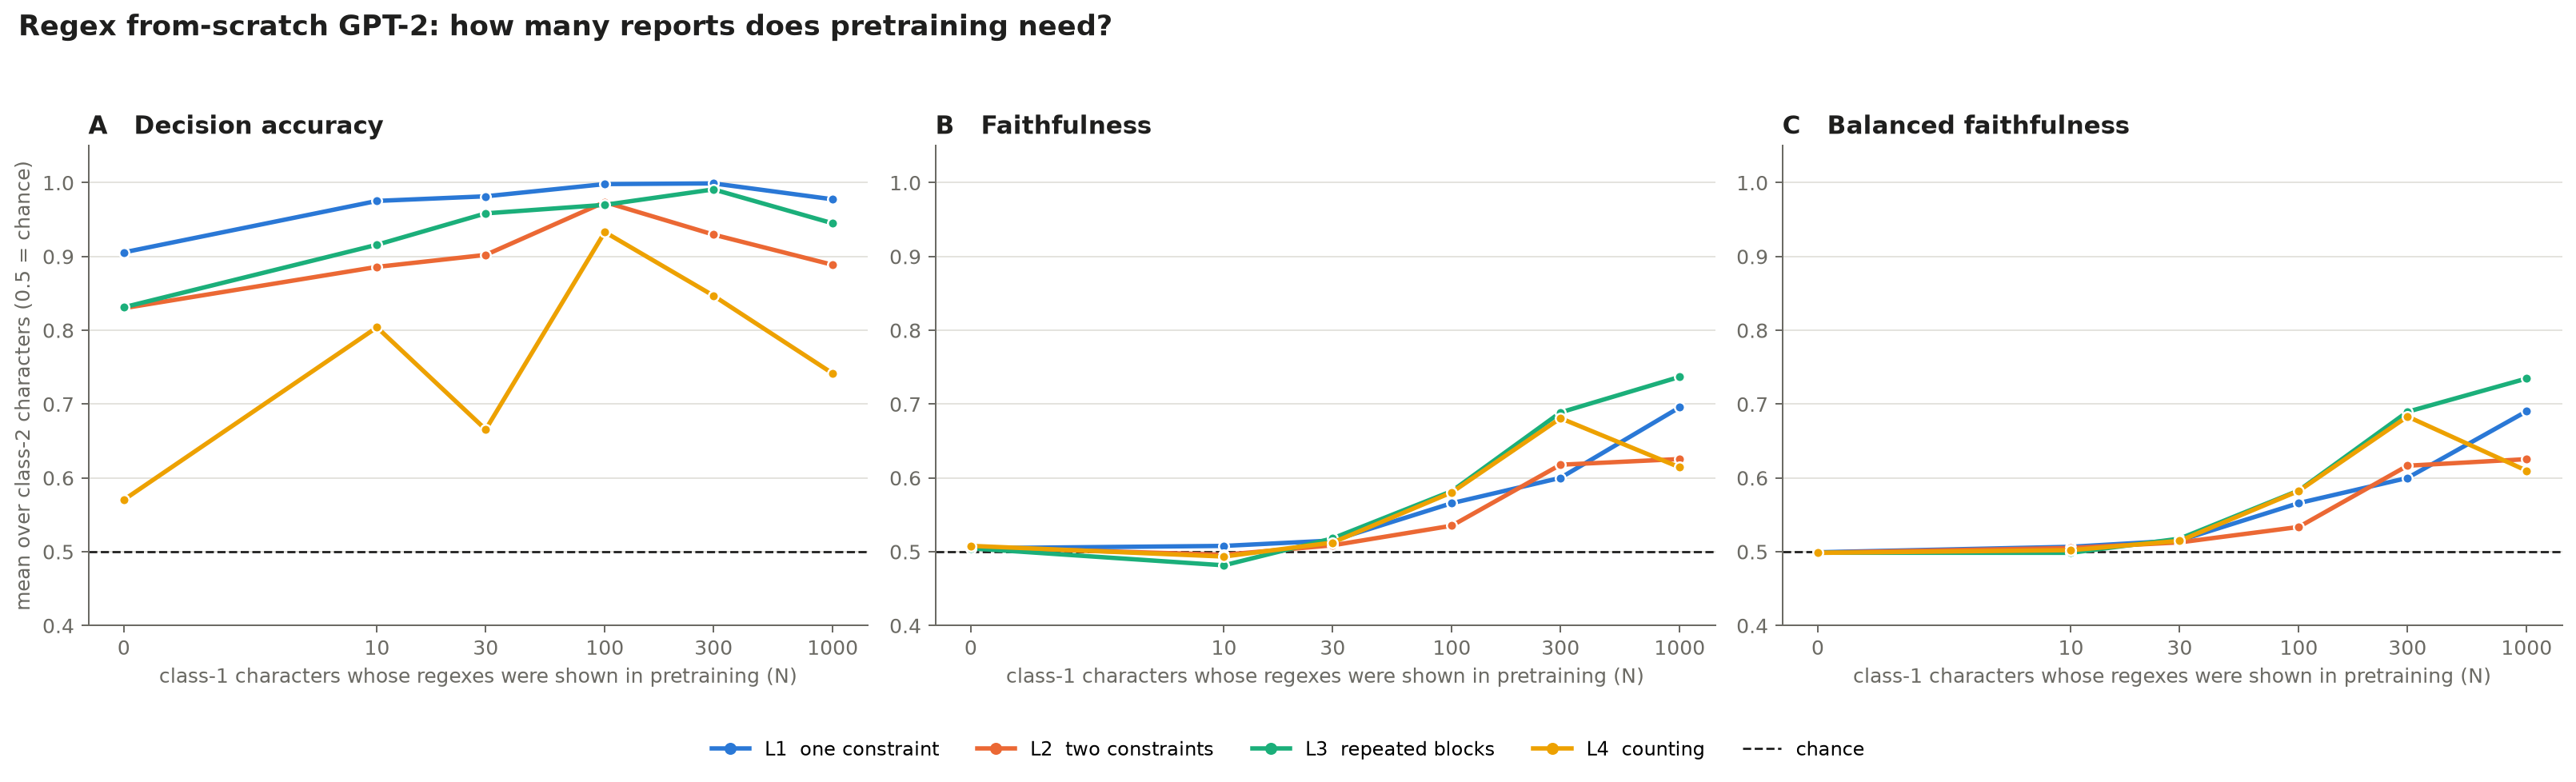 Regex from-scratch GPT-2: how many reports does pretraining need?
A Decision accuracy
mean over class-2 characters (0.5 = chance)
1.0
0.9
0.8
0.7
0.6
0.5
0.4
0 10 30 100 300 1000
class-1 characters whose regexes were shown in pretraining (N)
B Faithfulness
1.0
0.9
0.8
0.7
0.6
0.5
0.4
0 10 30 100 300 1000
class-1 characters whose regexes were shown in pretraining (N)
C Balanced faithfulness
1.0
0.9
0.8
0.7
0.6
0.5
0.4
0 10 30 100 300 1000
class-1 characters whose regexes were shown in pretraining (N)
L1 one constraint L2 two constraints L3 repeated blocks L4 counting chance